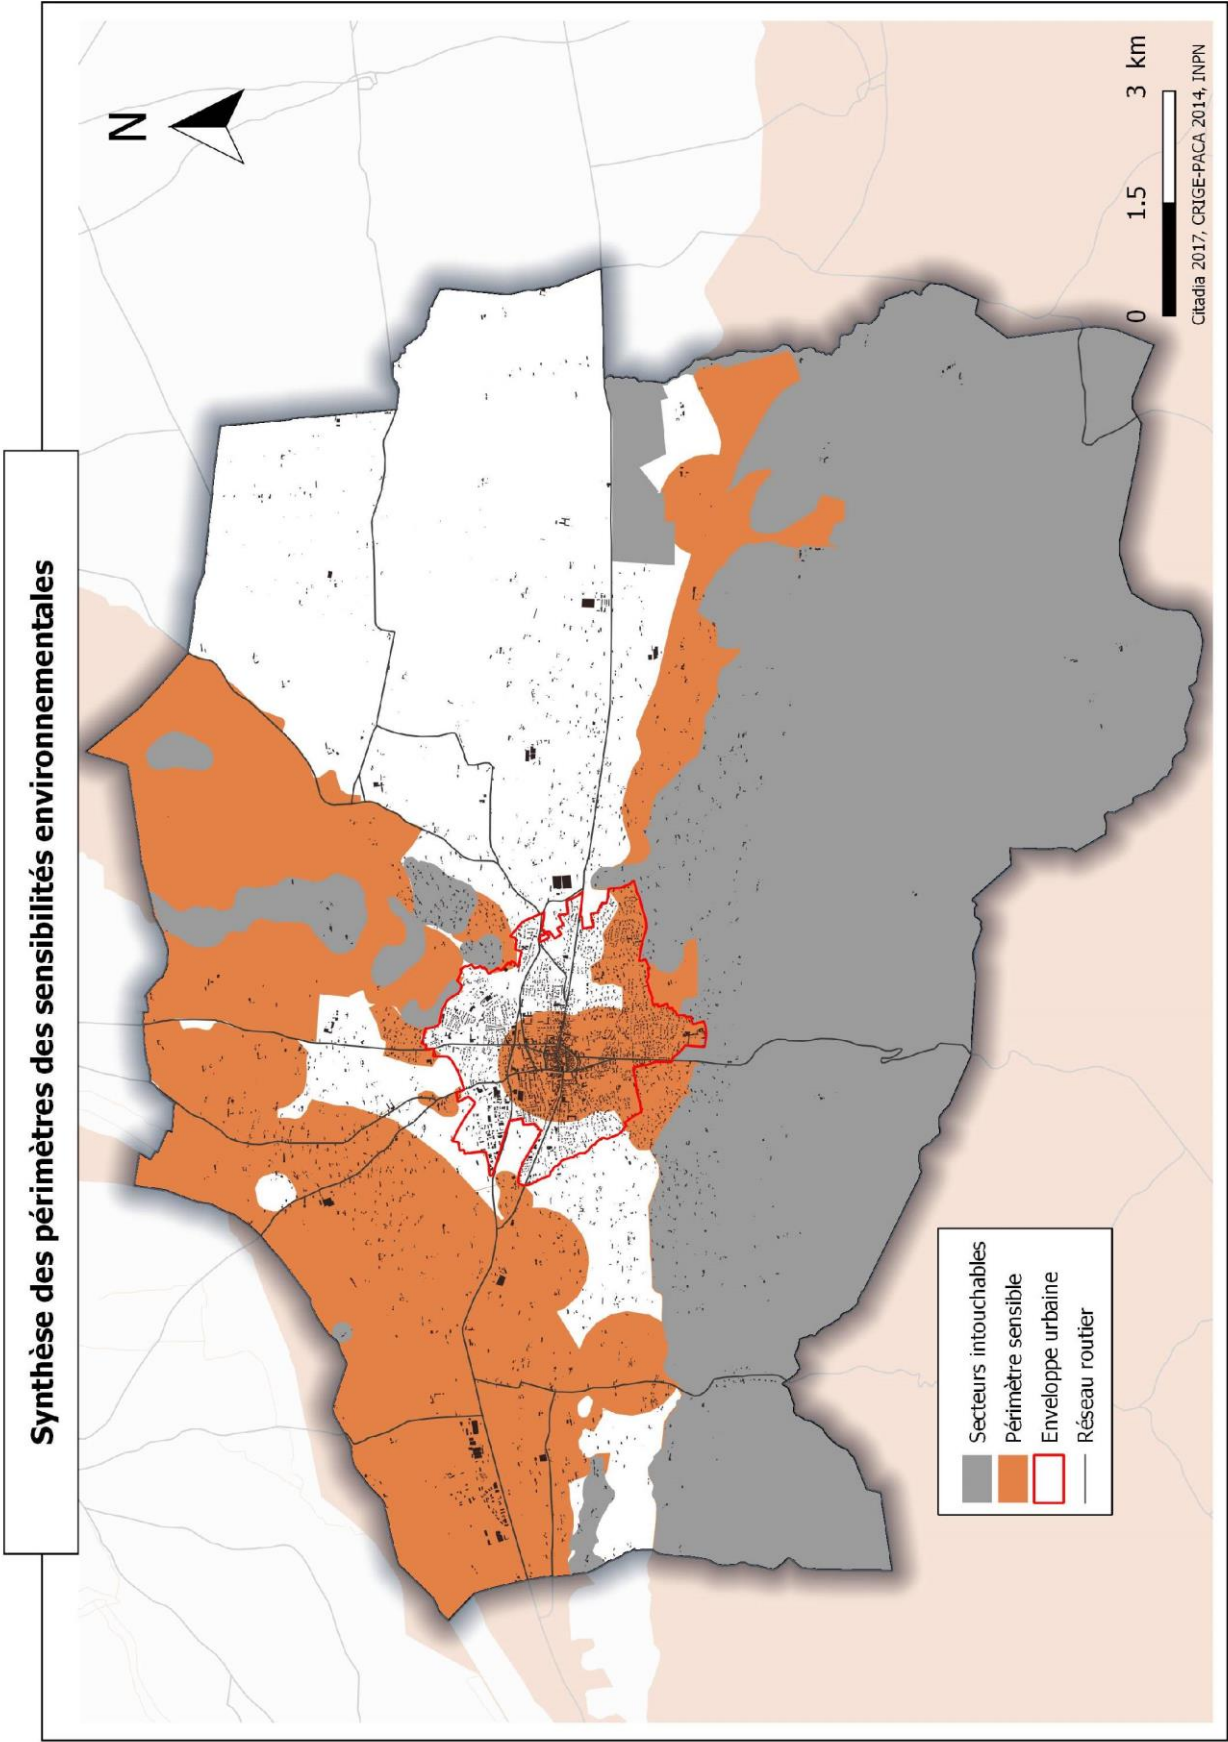 Synthèse des périmètres des sensibilités environnementales
N
Secteurs intouchables
Périmètre sensible
Enveloppe urbaine
Réseau routier
0 1.5 3 km
Citadia 2017, CRIGE-PACA 2014, INPN